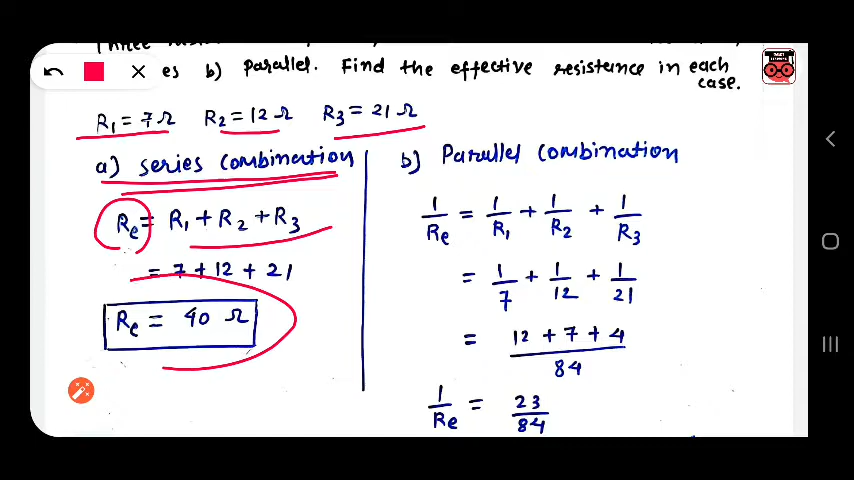 Three
es b) Parallel. Find the effective resistance in each
case.
R₁ = 7Ω R₂ = 12Ω R₃ = 21Ω
a) series combination
Re = R₁ + R₂ + R₃
= 7 + 12 + 21
Re = 40 Ω
b) Parallel combination
1/Re = 1/R₁ + 1/R₂ + 1/R₃
= 1/7 + 1/12 + 1/21
= 12 + 7 + 4 / 84
1/Re = 23/84